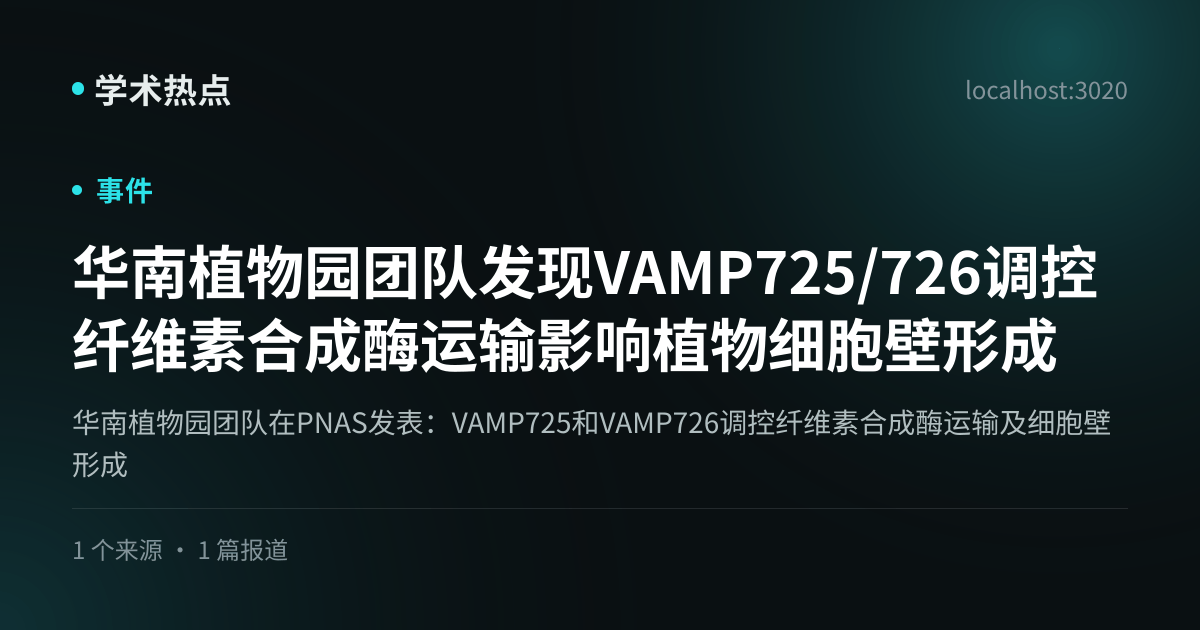 学术热点
localhost:3020
事件
华南植物园团队发现VAMP725/726调控
纤维素合成酶运输影响植物细胞壁形成
华南植物园团队在PNAS发表：VAMP725和VAMP726调控纤维素合成酶运输及细胞壁
形成
1 个来源 · 1 篇报道